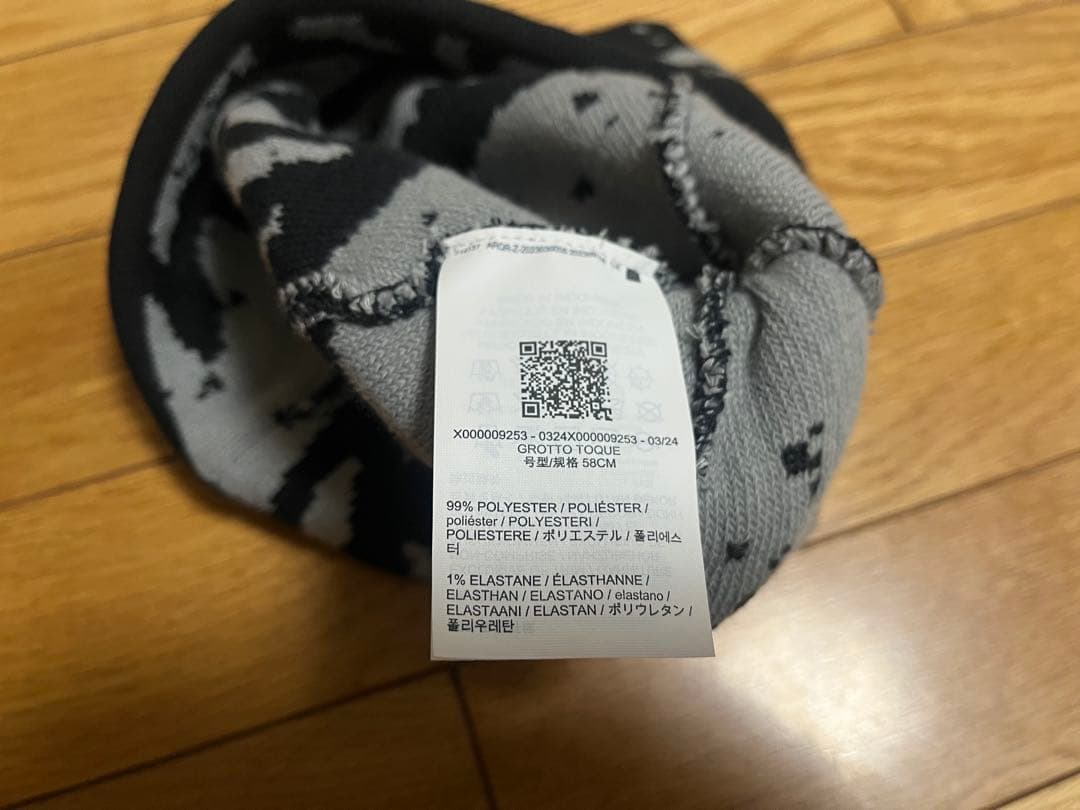 X000009253 - 0324X000009253 - 03/24
GROTTO TOQUE
号型/规格 58CM
99% POLYESTER / POLIÉSTER /
poliéster / POLYESTERI /
POLIESTERE / ポリエステル / 폴리에스
터
1% ELASTANE / ÉLASTHANNE /
ELASTHAN / ELASTANO / elastano /
ELASTAANI / ELASTAN / ポリウレタン /
폴리우레탄